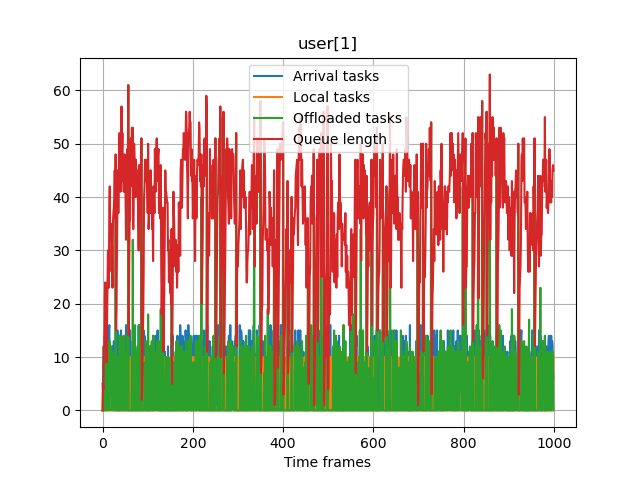 user[1]
Arrival tasks
Local tasks
Offloaded tasks
Queue length
60
50
40
30
20
10
0
0 200 400 600 800 1000
Time frames